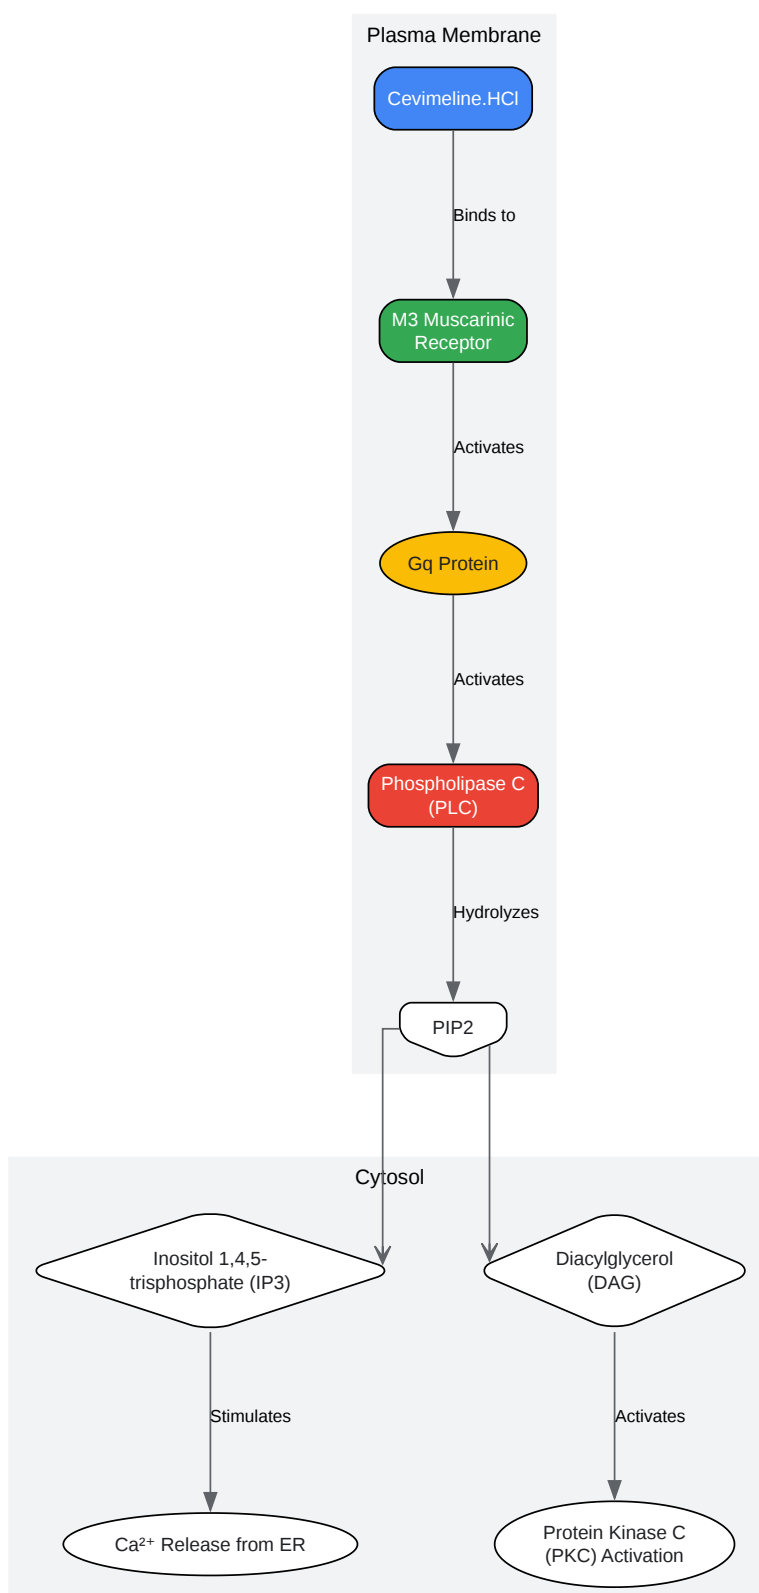 Plasma Membrane
Cevimeline.HCl
Binds to
M3 Muscarinic
Receptor
Activates
Gq Protein
Activates
Phospholipase C
(PLC)
Hydrolyzes
PIP2
Cytosol
Inositol 1,4,5-
trisphosphate (IP3)
Diacylglycerol
(DAG)
Stimulates
Activates
Ca²⁺ Release from ER
Protein Kinase C
(PKC) Activation